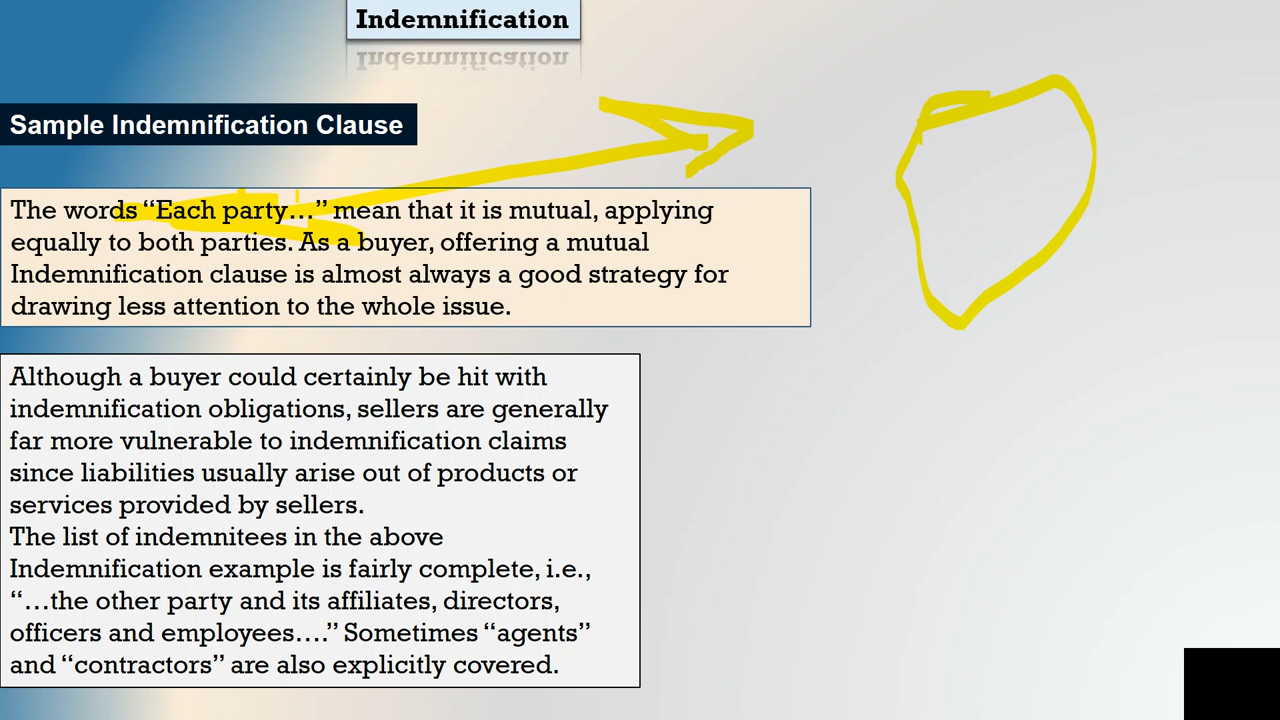 Indemnification
Sample Indemnification Clause
The words “Each party…” mean that it is mutual, applying
equally to both parties. As a buyer, offering a mutual
Indemnification clause is almost always a good strategy for
drawing less attention to the whole issue.
Although a buyer could certainly be hit with
indemnification obligations, sellers are generally
far more vulnerable to indemnification claims
since liabilities usually arise out of products or
services provided by sellers.
The list of indemnitees in the above
Indemnification example is fairly complete, i.e.,
“…the other party and its affiliates, directors,
officers and employees….” Sometimes “agents”
and “contractors” are also explicitly covered.